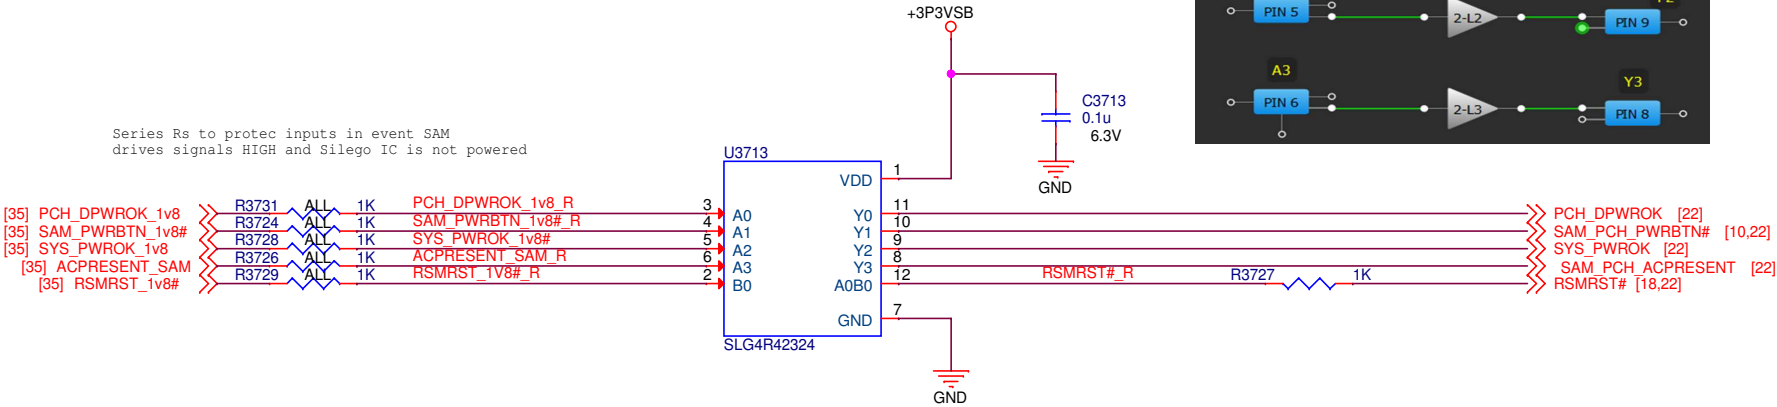 +3P3VSB
PIN 5
2-L2
PIN 9
A3
Y3
PIN 6
2-L3
PIN 8
C3713
0.1u
6.3V
GND
Series Rs to protec inputs in event SAM
drives signals HIGH and Silego IC is not powered
U3713
VDD 1
[35] PCH_DPWROK_1v8 R3731 ALL 1K PCH_DPWROK_1v8_R 3 A0 Y0 11 PCH_DPWROK [22]
[35] SAM_PWRBTN_1v8# R3724 ALL 1K SAM_PWRBTN_1v8#_R 4 A1 Y1 10 SAM_PCH_PWRBTN# [10,22]
[35] SYS_PWROK_1v8 R3728 ALL 1K SYS_PWROK_1v8# 5 A2 Y2 9 SYS_PWROK [22]
[35] ACPRESENT_SAM R3726 ALL 1K ACPRESENT_SAM_R 6 A3 Y3 8 SAM_PCH_ACPRESENT [22]
[35] RSMRST_1v8# R3729 ALL 1K RSMRST_1V8#_R 2 B0 A0B0 12 RSMRST#_R R3727 1K RSMRST# [18,22]
GND 7
SLG4R42324
GND